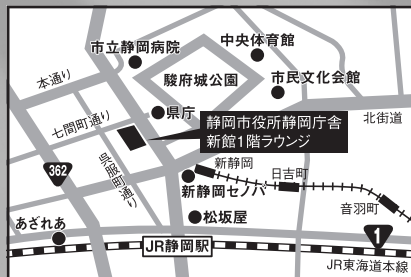 市立静岡病院
中央体育館
本通り
駿府城公園
市民文化会館
県庁
七間町通り
静岡市役所静岡庁舎
新館1階ラウンジ
北街道
呉服町通り
362
新静岡
日吉町
新静岡セノバ
音羽町
松坂屋
あざれあ
JR静岡駅
1
JR東海道本線